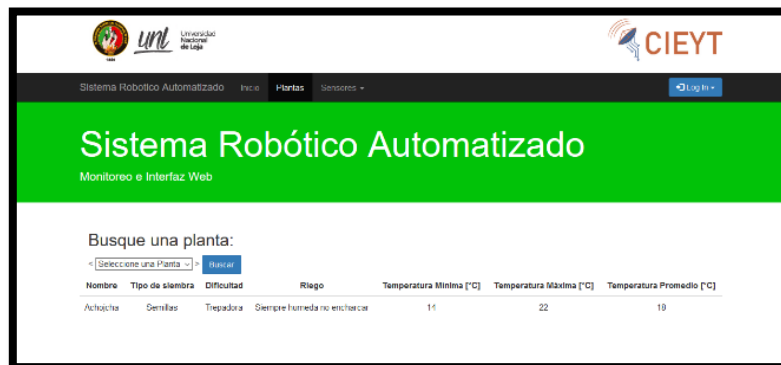 unl Universidad
Nacional
de Loja
CIEYT
Sistema Robotico Automatizado Inicio Plantas Sensores Log In
Sistema Robótico Automatizado
Monitoreo e Interfaz Web
Busque una planta:
< Seleccione una Planta > Buscar
Nombre Tipo de siembra Dificultad Riego Temperatura Minima [°C] Temperatura Máxima [°C] Temperatura Promedio [°C]
Achojcha Semillas Trepadora Siempre humeda no encharcar 14 22 18